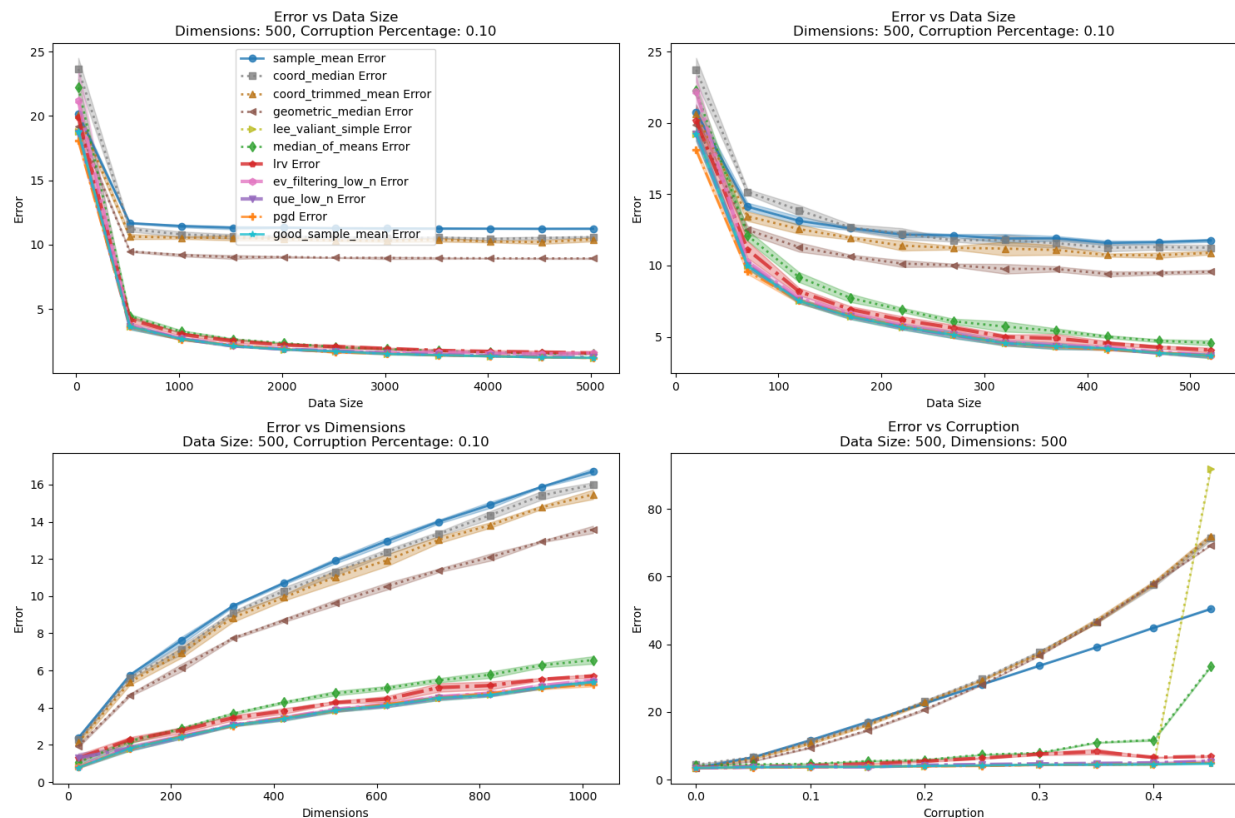 Error vs Data Size
Dimensions: 500, Corruption Percentage: 0.10
Error
25
20
15
10
5
sample_mean Error
coord_median Error
coord_trimmed_mean Error
geometric_median Error
lee_valiant_simple Error
median_of_means Error
lrv Error
ev_filtering_low_n Error
que_low_n Error
pgd Error
good_sample_mean Error
0 1000 2000 3000 4000 5000
Data Size
Error vs Data Size
Dimensions: 500, Corruption Percentage: 0.10
Error
25
20
15
10
5
0 100 200 300 400 500
Data Size
Error vs Dimensions
Data Size: 500, Corruption Percentage: 0.10
Error
16
14
12
10
8
6
4
2
0
0 200 400 600 800 1000
Dimensions
Error vs Corruption
Data Size: 500, Dimensions: 500
Error
80
60
40
20
0
0.0 0.1 0.2 0.3 0.4
Corruption